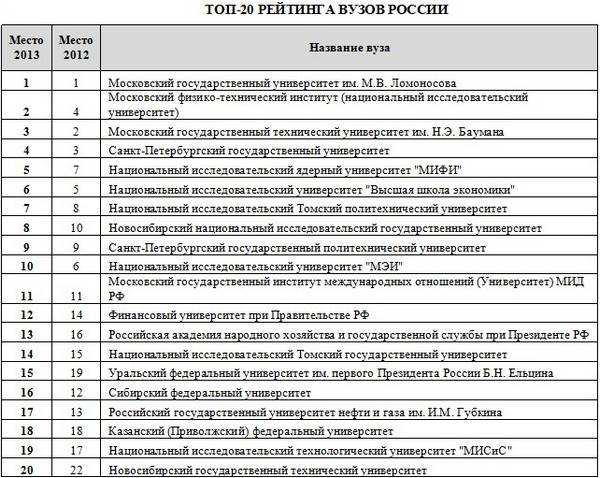 ТОП-20 РЕЙТИНГА ВУЗОВ РОССИИ
Место 2013 Место 2012 Название вуза
1 1 Московский государственный университет им. М.В. Ломоносова
2 4 Московский физико-технический институт (национальный исследовательский
университет)
3 2 Московский государственный технический университет им. Н.Э. Баумана
4 3 Санкт-Петербургский государственный университет
5 7 Национальный исследовательский ядерный университет "МИФИ"
6 5 Национальный исследовательский университет "Высшая школа экономики"
7 8 Национальный исследовательский Томский политехнический университет
8 10 Новосибирский национальный исследовательский государственный университет
9 9 Санкт-Петербургский государственный политехнический университет
10 6 Национальный исследовательский университет "МЭИ"
11 11 Московский государственный институт международных отношений (Университет) МИД
РФ
12 14 Финансовый университет при Правительстве РФ
13 16 Российская академия народного хозяйства и государственной службы при Президенте РФ
14 15 Национальный исследовательский Томский государственный университет
15 19 Уральский федеральный университет им. первого Президента России Б.Н. Ельцина
16 12 Сибирский федеральный университет
17 13 Российский государственный университет нефти и газа им. И.М. Губкина
18 18 Казанский (Приволжский) федеральный университет
19 17 Национальный исследовательский технологический университет "МИСиС"
20 22 Новосибирский государственный технический университет